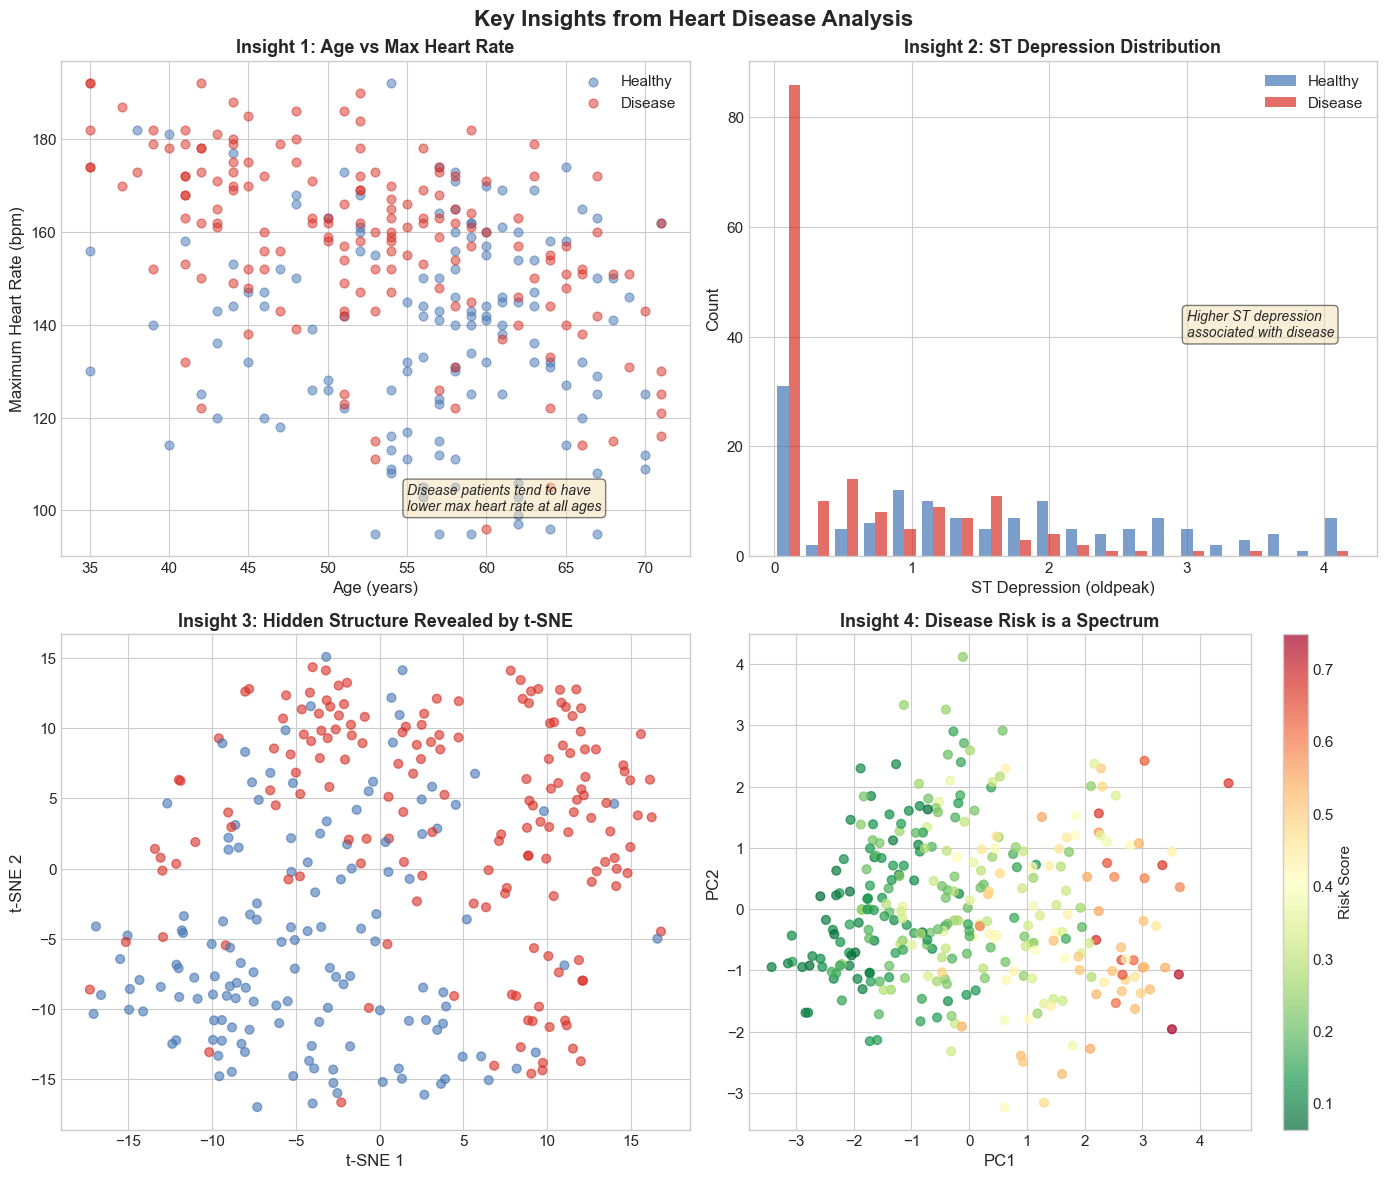 Key Insights from Heart Disease Analysis
Insight 1: Age vs Max Heart Rate
Healthy
Disease
180
160
140
120
100
Maximum Heart Rate (bpm)
Disease patients tend to have
lower max heart rate at all ages
35 40 45 50 55 60 65 70
Age (years)
Insight 2: ST Depression Distribution
Healthy
Disease
80
60
40
20
0
Count
Higher ST depression
associated with disease
0 1 2 3 4
ST Depression (oldpeak)
Insight 3: Hidden Structure Revealed by t-SNE
15
10
5
0
−5
−10
−15
t-SNE 2
−15 −10 −5 0 5 10 15
t-SNE 1
Insight 4: Disease Risk is a Spectrum
4
3
2
1
0
−1
−2
−3
PC2
−3 −2 −1 0 1 2 3 4
PC1
0.7
0.6
0.5
0.4
0.3
0.2
0.1
Risk Score